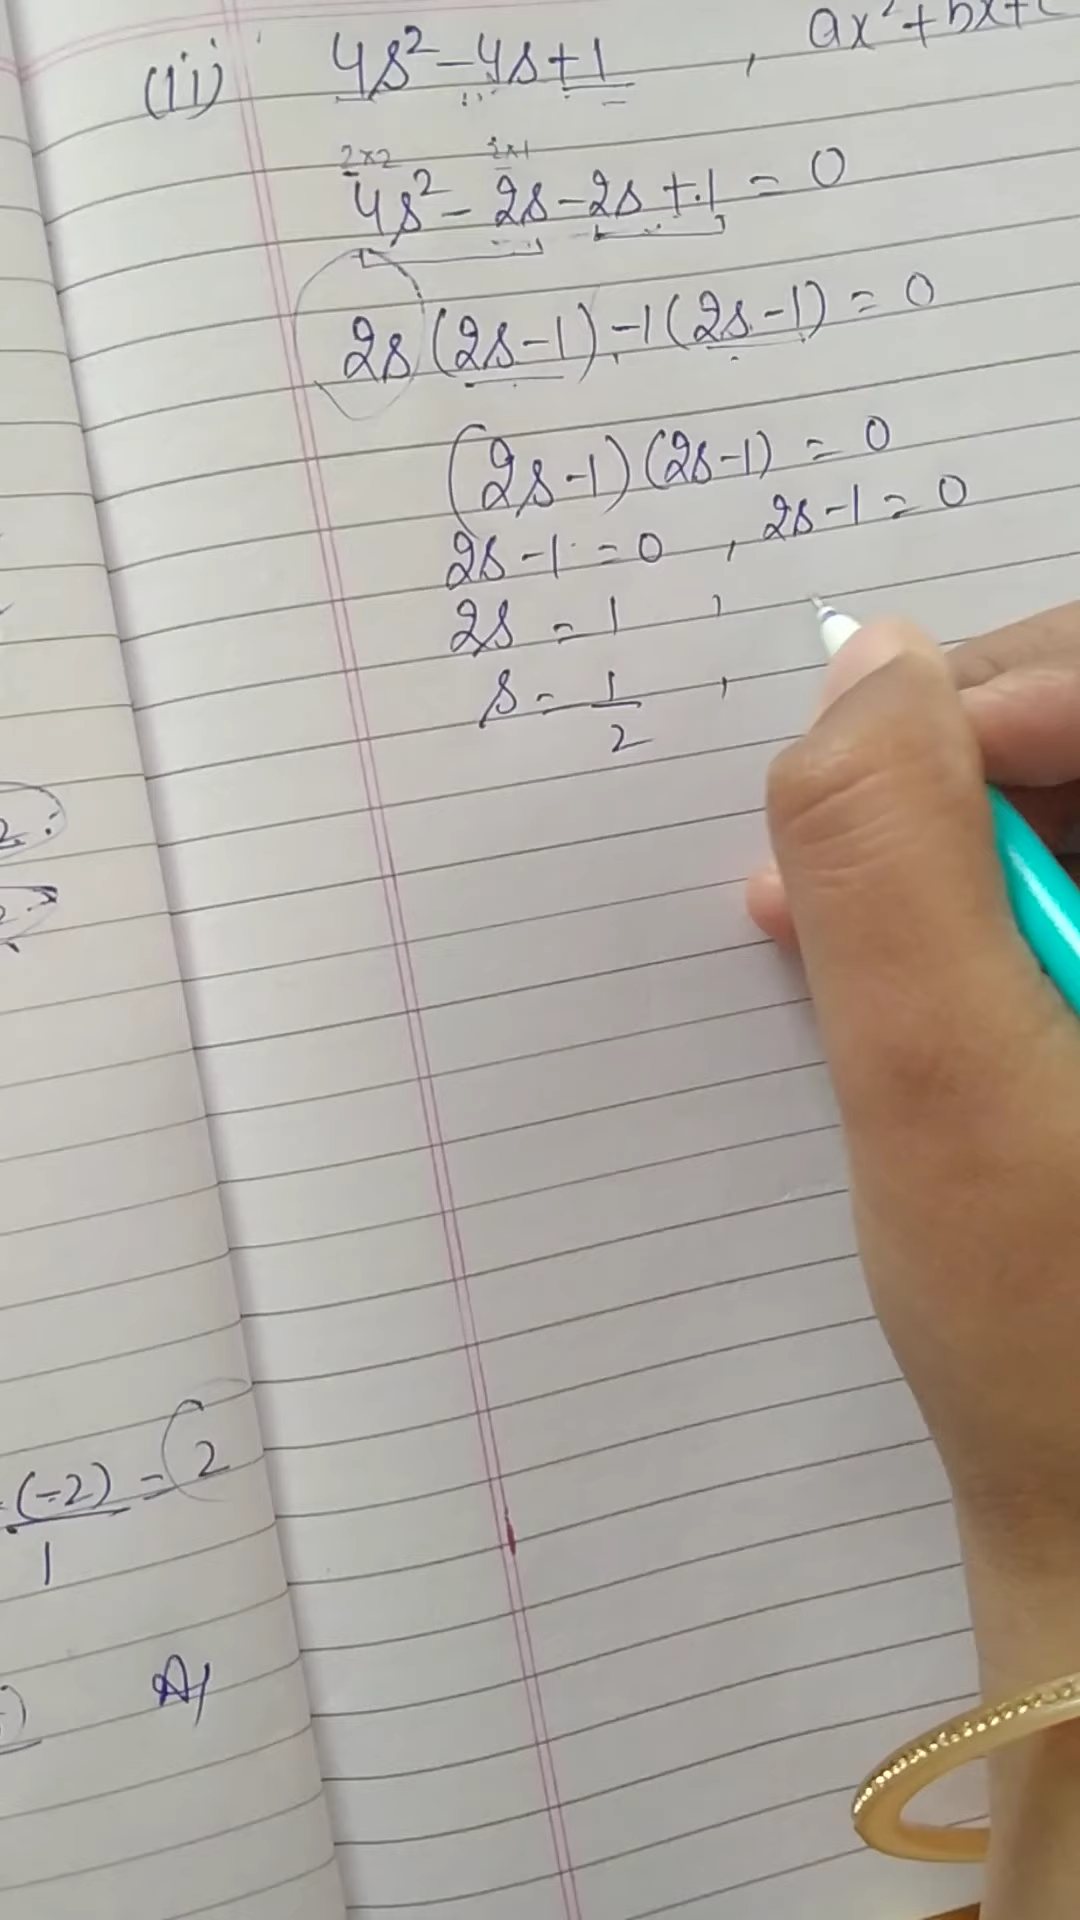 (ii) 4s² - 4s + 1 , ax² + bx + c
2×2 2×1
4s² - 2s - 2s + 1 = 0
2s (2s - 1) - 1 (2s - 1) = 0
(2s - 1) (2s - 1) = 0
2s - 1 = 0 , 2s - 1 = 0
2s = 1 ,
s = 1/2 ,
2
(-2) = 2
1